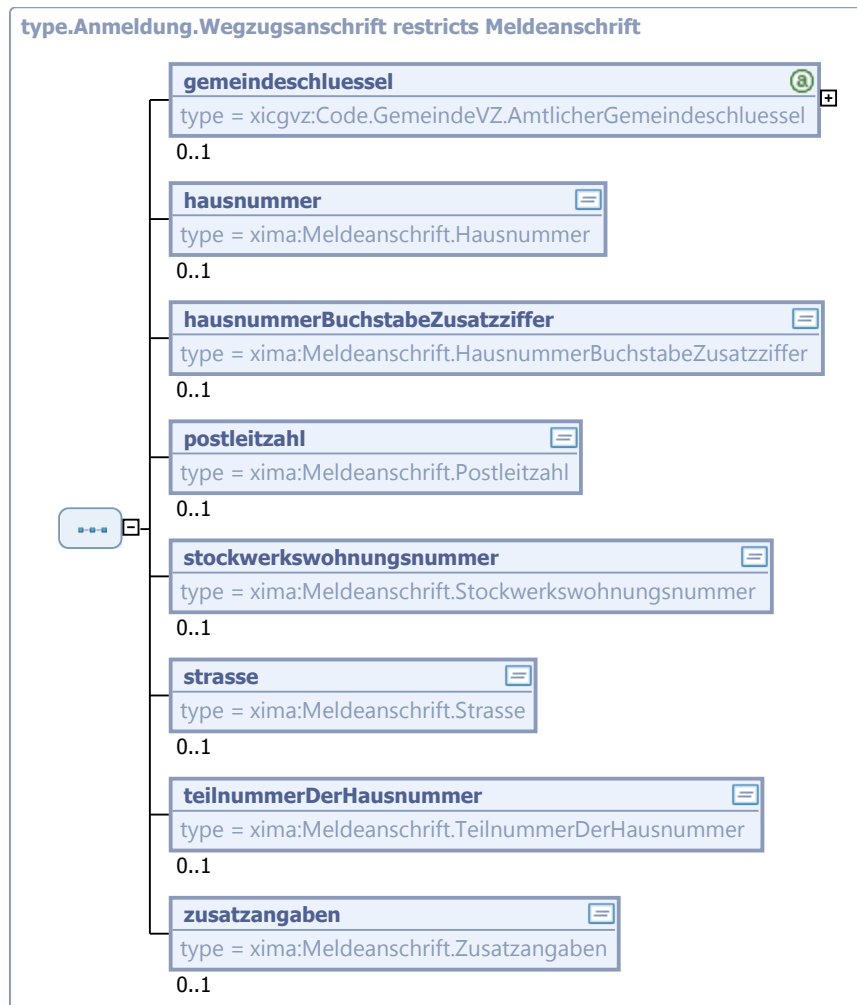 type.Anmeldung.Wegzugsanschrift restricts Meldeanschrift
gemeindeschluessel
type = xicgvz:Code.GemeindeVZ.AmtlicherGemeindeschluessel
0..1
hausnummer
type = xima:Meldeanschrift.Hausnummer
0..1
hausnummerBuchstabeZusatzziffer
type = xima:Meldeanschrift.HausnummerBuchstabeZusatzziffer
0..1
postleitzahl
type = xima:Meldeanschrift.Postleitzahl
0..1
stockwerkswohnungsnummer
type = xima:Meldeanschrift.Stockwerkswohnungsnummer
0..1
strasse
type = xima:Meldeanschrift.Strasse
0..1
teilnummerDerHausnummer
type = xima:Meldeanschrift.TeilnummerDerHausnummer
0..1
zusatzangaben
type = xima:Meldeanschrift.Zusatzangaben
0..1